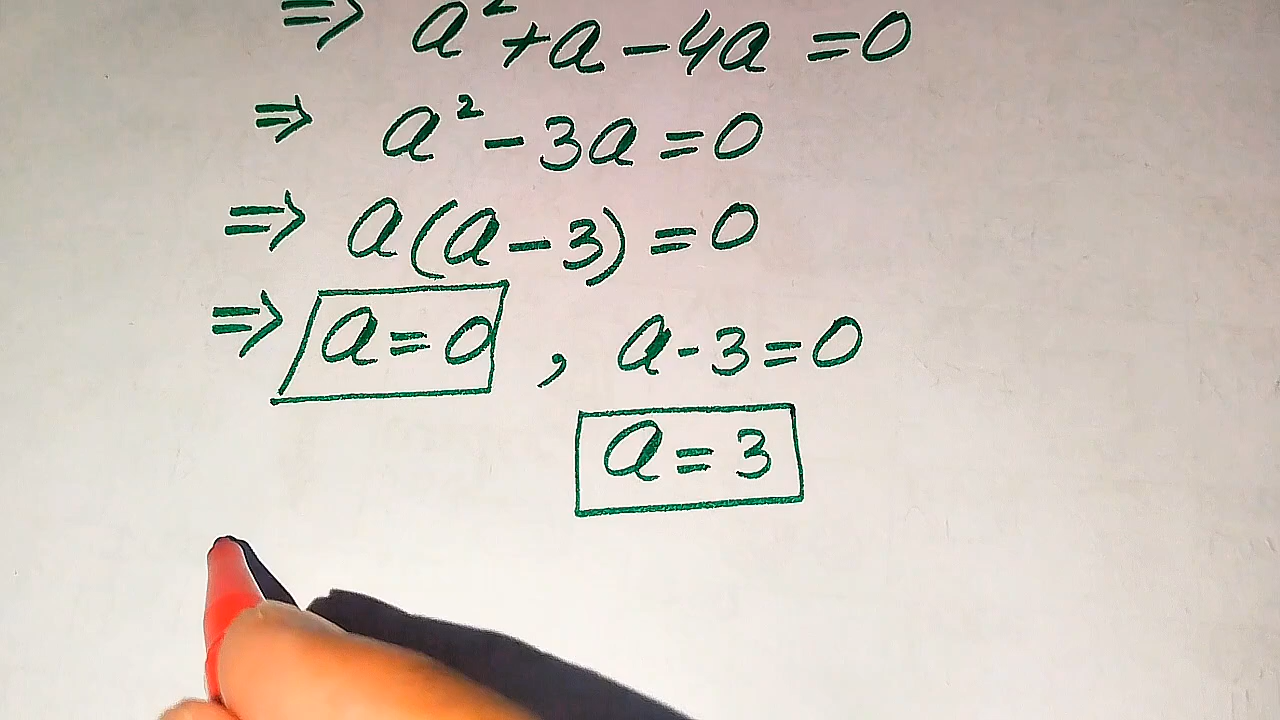 ⇒ a²+a-4a=0
⇒ a²-3a=0
⇒ a(a-3)=0
⇒ a=0, a-3=0
a=3